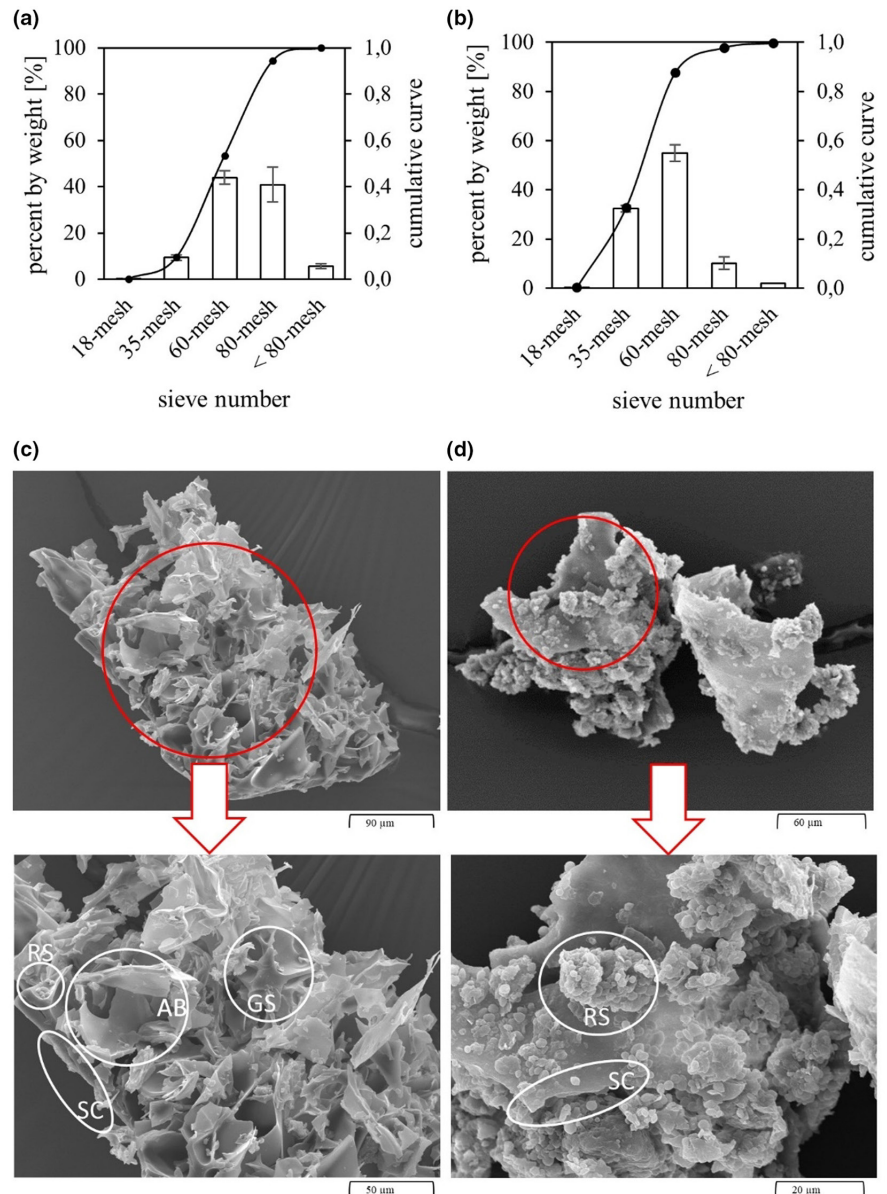 (a)
percent by weight [%]
100
80
60
40
20
0
1,0
0,8
0,6
0,4
0,2
0,0
cumulative curve
18-mesh
35-mesh
60-mesh
80-mesh
< 80-mesh
sieve number
(b)
percent by weight [%]
100
80
60
40
20
0
1,0
0,8
0,6
0,4
0,2
0,0
cumulative curve
18-mesh
35-mesh
60-mesh
80-mesh
< 80-mesh
sieve number
(c)
90 µm
(d)
60 µm
RS
AB
GS
SC
50 µm
RS
SC
20 µm